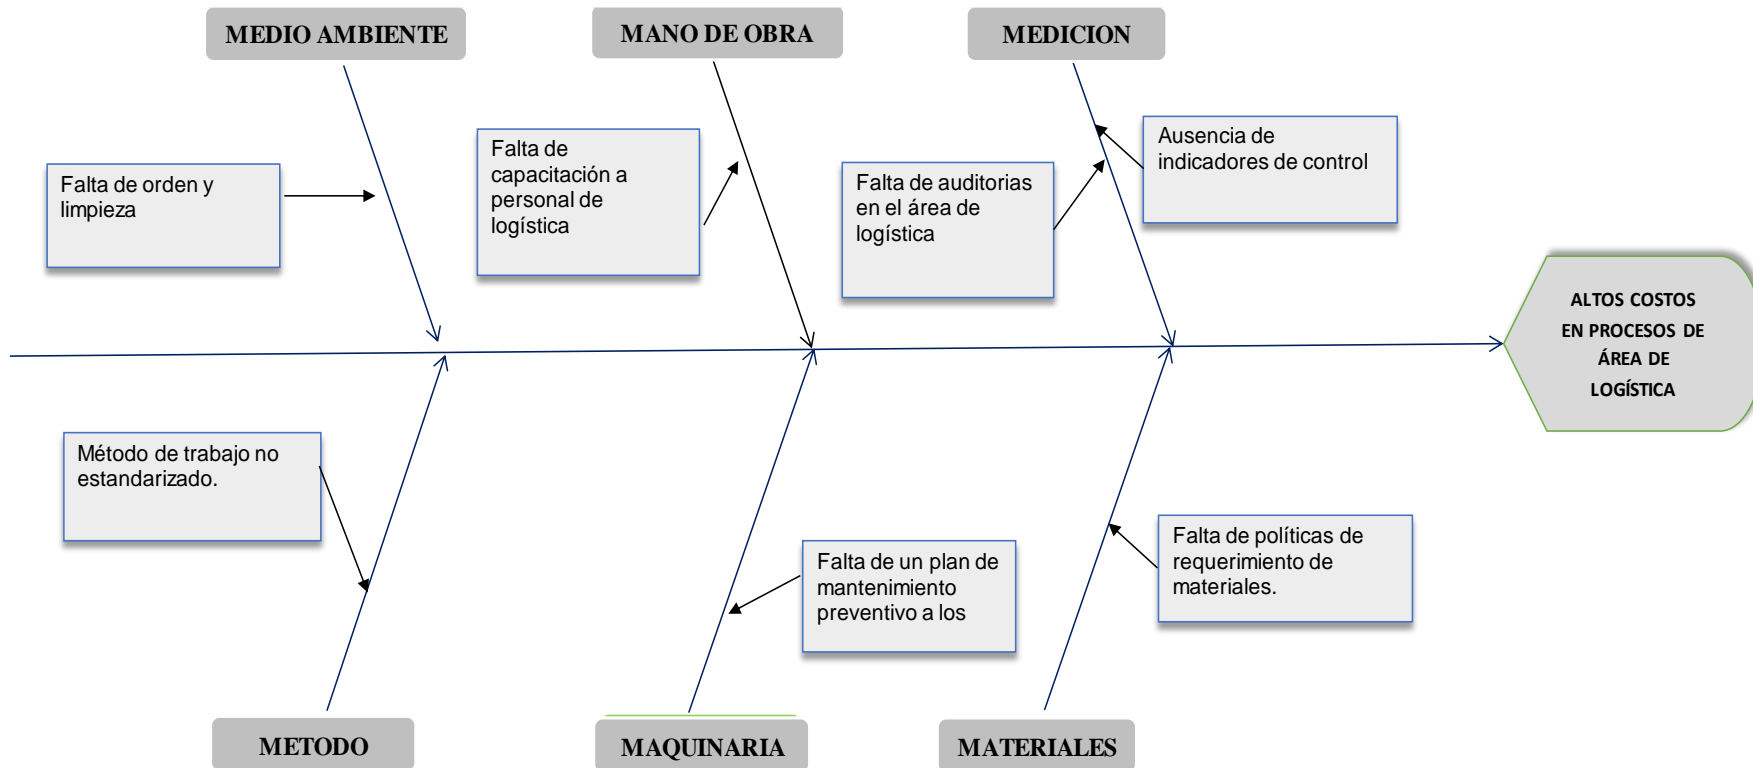 MEDIO AMBIENTE
MANO DE OBRA
MEDICION
Falta de orden y
limpieza
Falta de
capacitación a
personal de
logística
Falta de auditorias
en el área de
logística
Ausencia de
indicadores de control
ALTOS COSTOS
EN PROCESOS DE
ÁREA DE
LOGÍSTICA
Método de trabajo no
estandarizado.
Falta de un plan de
mantenimiento
preventivo a los
Falta de políticas de
requerimiento de
materiales.
METODO
MAQUINARIA
MATERIALES